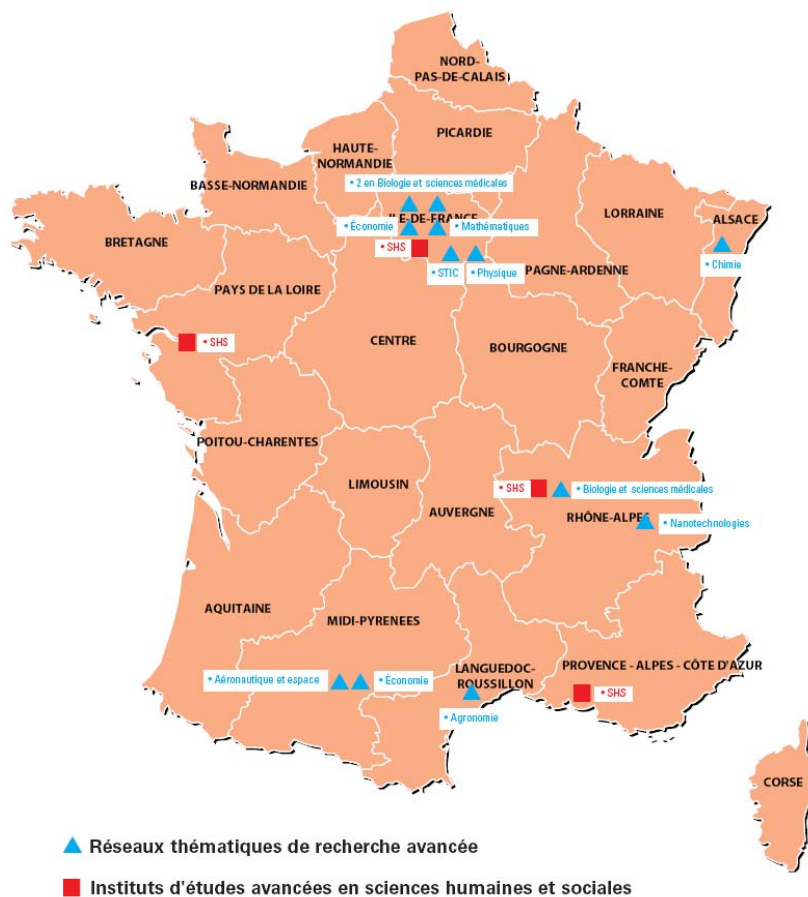 NORD-
PAS-DE-CALAIS
PICARDIE
HAUTE-
NORMANDIE
BASSE-NORMANDIE
• 2 en Biologie et sciences médicales
ILE-DE-FRANCE
• Économie
• Mathématiques
• SHS
• STIC
• Physique
LORRAINE
ALSACE
• Chimie
BRETAGNE
PAGNE-ARDENNE
PAYS DE LA LOIRE
• SHS
CENTRE
BOURGOGNE
FRANCHE-
COMTE
POITOU-CHARENTES
LIMOUSIN
AUVERGNE
• SHS
• Biologie et sciences médicales
RHÔNE-ALPES
• Nanotechnologies
AQUITAINE
MIDI-PYRENEES
• Aéronautique et espace
• Économie
LANGUEDOC-
ROUSSILLON
• Agronomie
PROVENCE - ALPES - CÔTE D'AZUR
• SHS
CORSE
Réseaux thématiques de recherche avancée
Instituts d'études avancées en sciences humaines et sociales